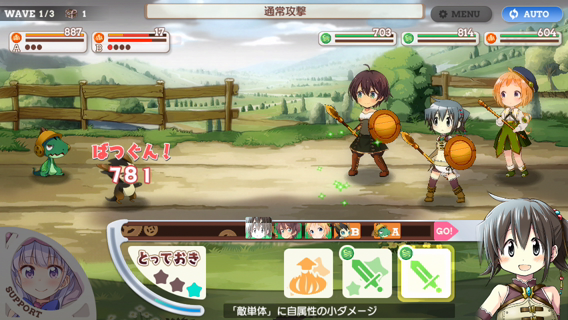 WAVE 1/3 1
通常攻撃
MENU
AUTO
887
A
17
B
703
814
604
ばつぐん!
781
B
A
GO!
とっておき
SUPPORT
「敵単体」に自属性の小ダメージ